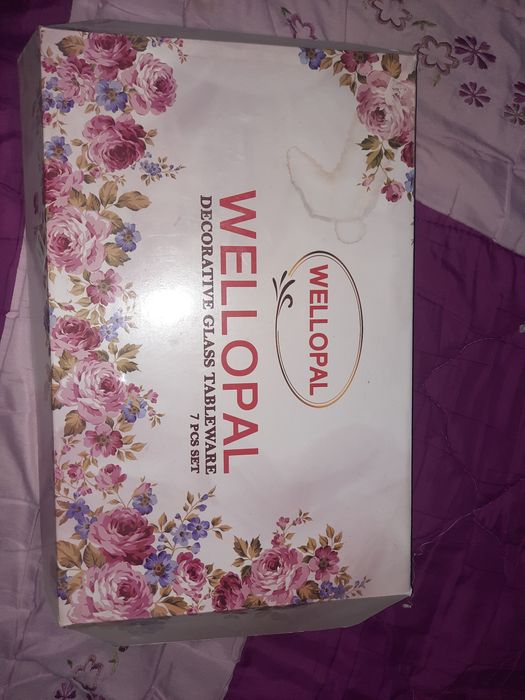 WELLOPAL
WELLOPAL
DECORATIVE GLASS TABLEWARE
7 PCS SET